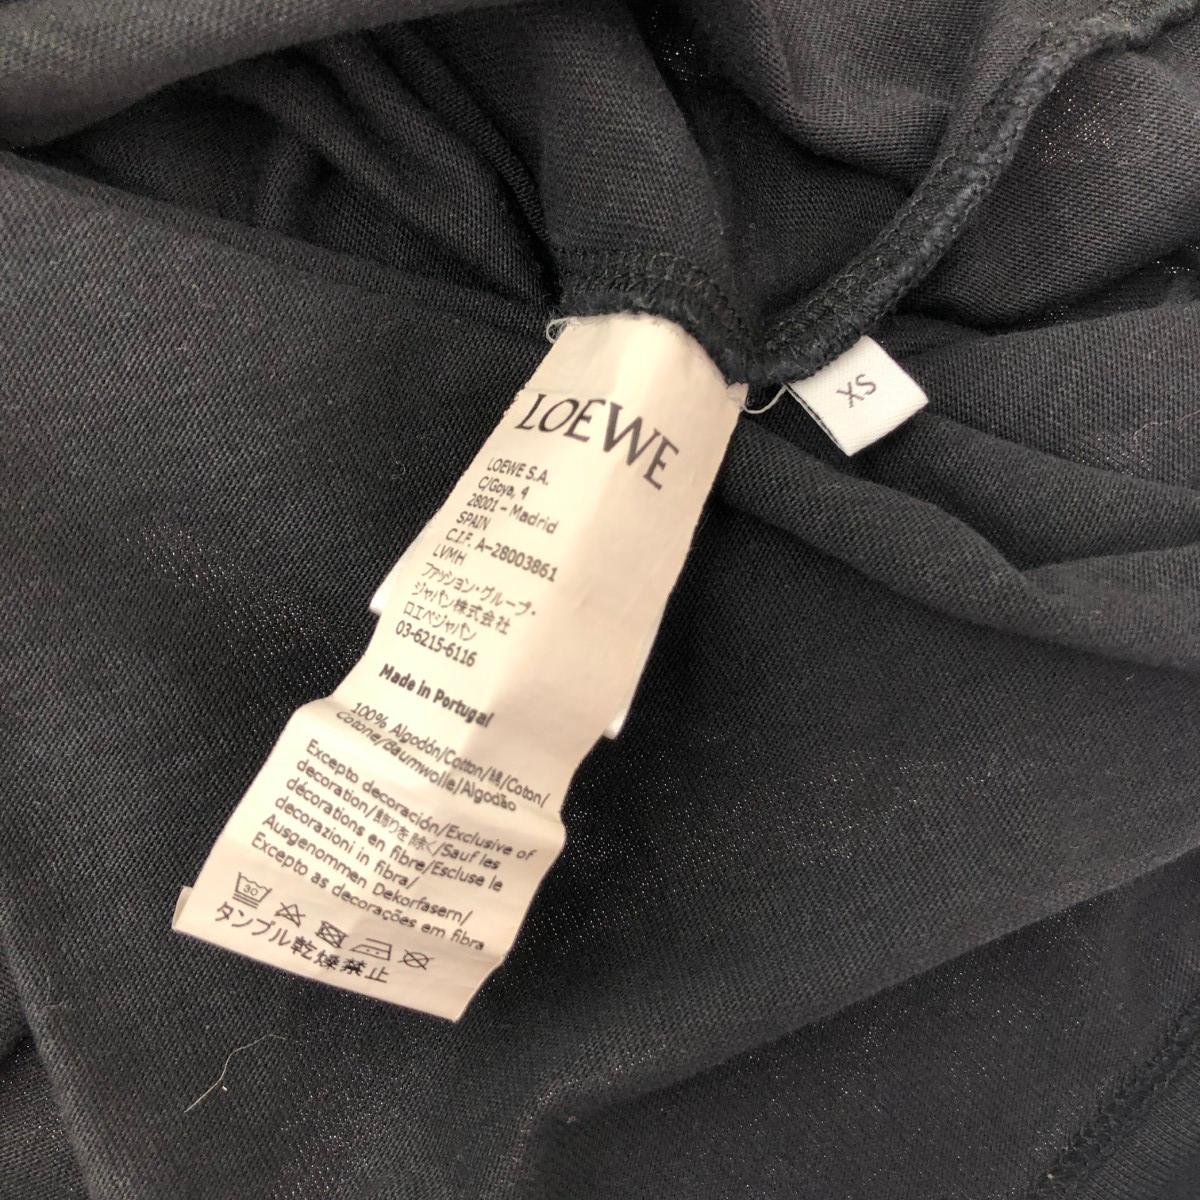 LOEWE
LOEWE S.A.
C/Goya, 4
28001 - Madrid
SPAIN
C.I.F. A-28003861
LVMH
ファッション・グループ・
ジャパン株式会社
ロエベジャパン
03-6215-6116
Made in Portugal
100% Algodón/Cotton/綿/Coton/
Cotone/Baumwolle/Algodão
Excepto decoración/Exclusive of
decoration/飾りを除く/Sauf les
décorations en fibre/Escluse le
decorazioni in fibra/
Ausgenommen Dekorfasern/
Excepto as decorações em fibra
30
タンブル乾燥禁止
XS